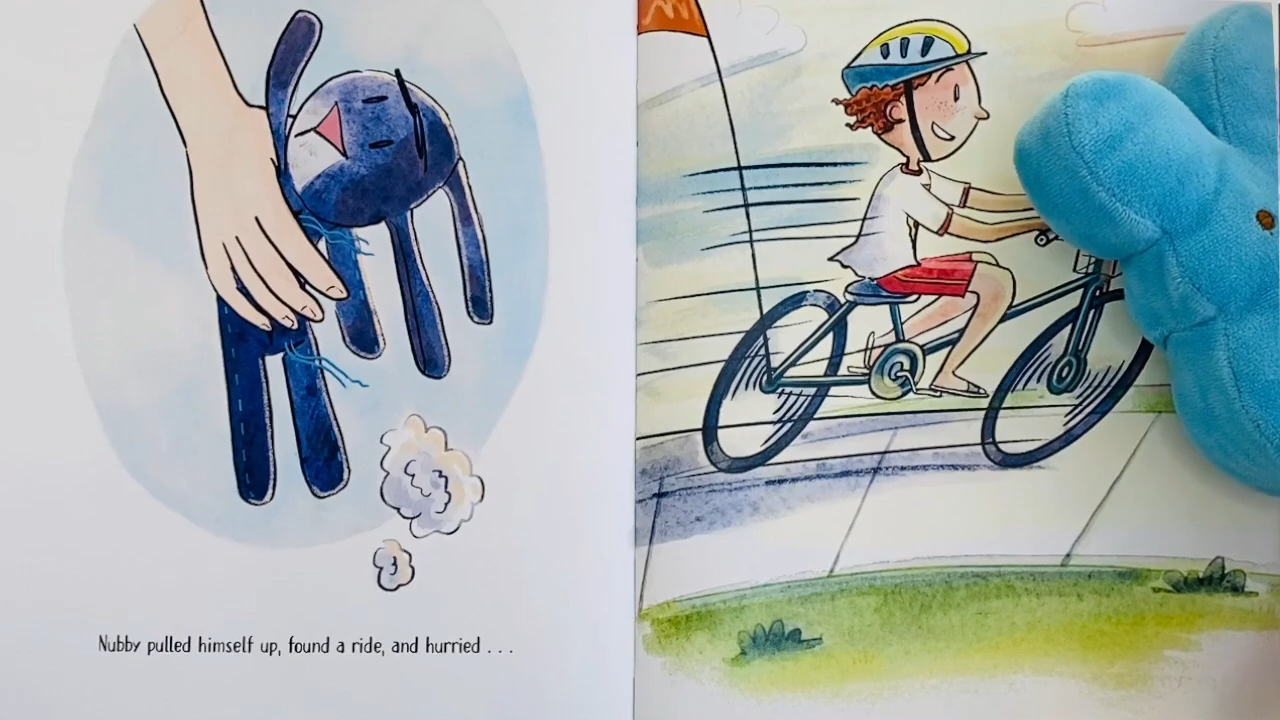 Nubby pulled himself up, found a ride, and hurried . . .